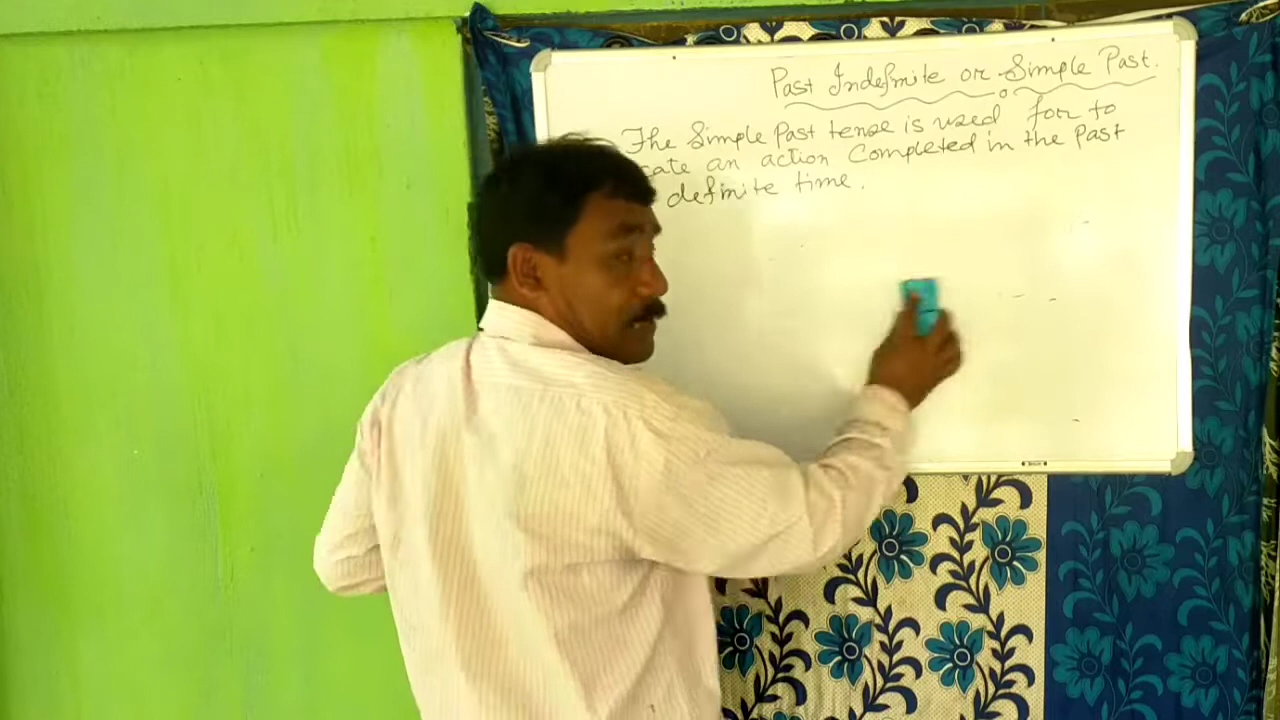 Past Indefinite or Simple Past.
The Simple Past tense is used for to
cate an action Completed in the Past
definite time.